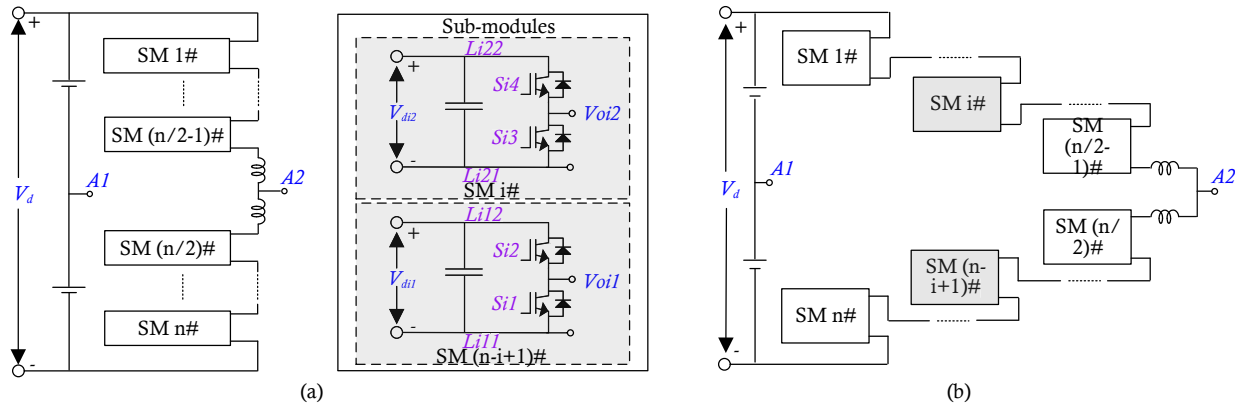 +
SM 1#
SM (n/2-1)#
A1
A2
V_d
SM (n/2)#
SM n#
-
Sub-modules
Li22
+
Si4
V_di2
Voi2
Si3
-
Li21
SM i#
Li12
+
Si2
V_di1
Voi1
Si1
-
Li11
SM (n-i+1)#
(a)
+
SM 1#
SM i#
SM
(n/2-
1)#
A1
A2
V_d
SM (n/
2)#
SM (n-
i+1)#
SM n#
-
(b)